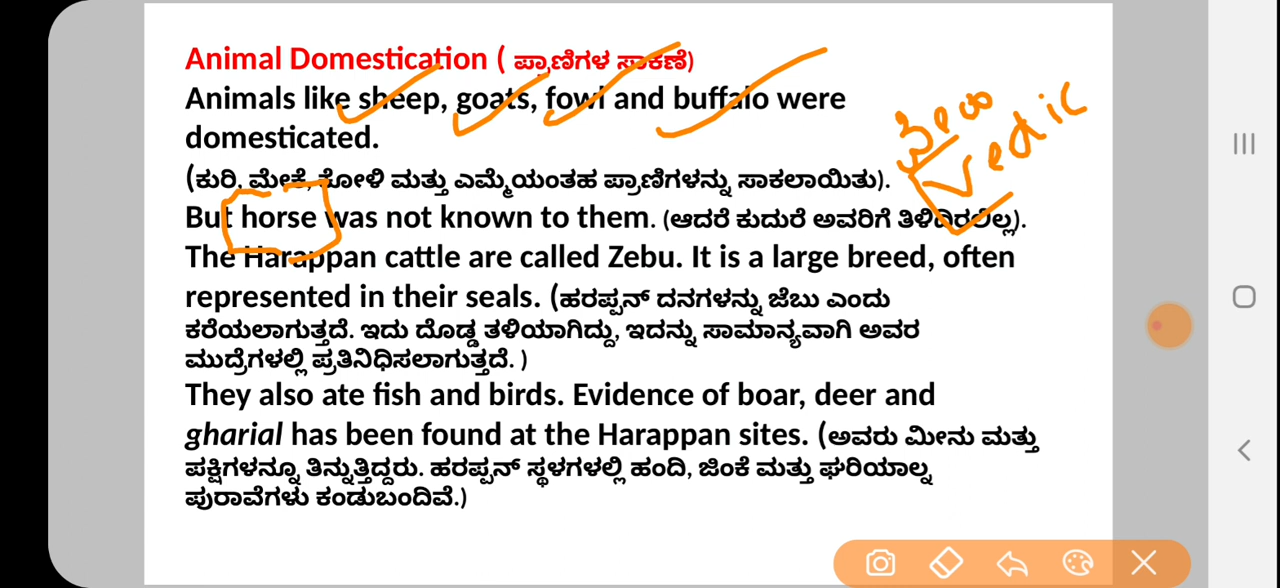 Animal Domestication ( ಪ್ರಾಣಿಗಳ ಸಾಕಣೆ)
Animals like sheep, goats, fowl and buffalo were
domesticated.
(ಕುರಿ, ಮೇಕೆ, ಕೋಳಿ ಮತ್ತು ಎಮ್ಮೆಯಂತಹ ಪ್ರಾಣಿಗಳನ್ನು ಸಾಕಲಾಯಿತು).
Vedic
But horse was not known to them. (ಆದರೆ ಕುದುರೆ ಅವರಿಗೆ ತಿಳಿದಿರಲಿಲ್ಲ).
The Harappan cattle are called Zebu. It is a large breed, often
represented in their seals. (ಹರಪ್ಪನ್ ದನಗಳನ್ನು ಜೆಬು ಎಂದು
ಕರೆಯಲಾಗುತ್ತದೆ. ಇದು ದೊಡ್ಡ ತಳಿಯಾಗಿದ್ದು, ಇದನ್ನು ಸಾಮಾನ್ಯವಾಗಿ ಅವರ
ಮುದ್ರೆಗಳಲ್ಲಿ ಪ್ರತಿನಿಧಿಸಲಾಗುತ್ತದೆ. )
They also ate fish and birds. Evidence of boar, deer and
gharial has been found at the Harappan sites. (ಅವರು ಮೀನು ಮತ್ತು
ಪಕ್ಷಿಗಳನ್ನೂ ತಿನ್ನುತ್ತಿದ್ದರು. ಹರಪ್ಪನ್ ಸ್ಥಳಗಳಲ್ಲಿ ಹಂದಿ, ಜಿಂಕೆ ಮತ್ತು ಘರಿಯಾಲ್ನ
ಪುರಾವೆಗಳು ಕಂಡುಬಂದಿವೆ.)